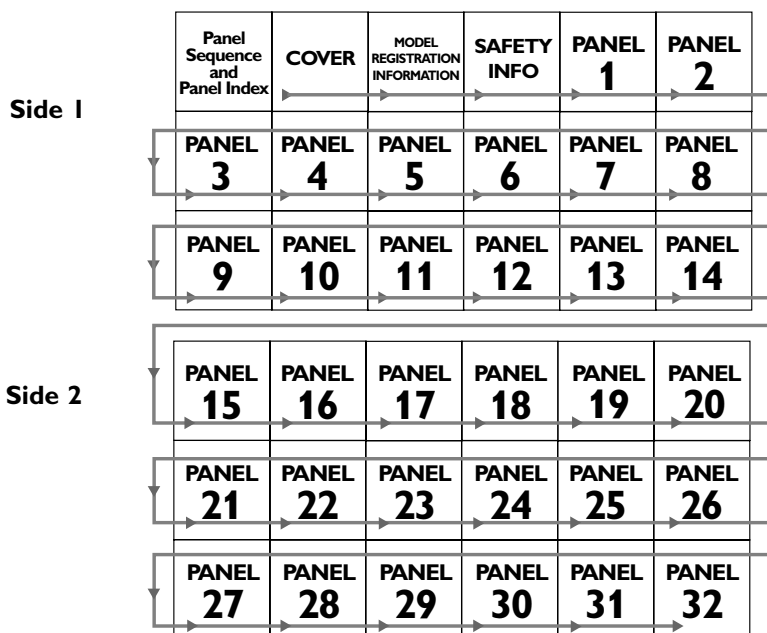 Panel
Sequence
and
Panel Index
COVER
MODEL
REGISTRATION
INFORMATION
SAFETY
INFO
PANEL
1
PANEL
2
Side 1
PANEL
3
PANEL
4
PANEL
5
PANEL
6
PANEL
7
PANEL
8
PANEL
9
PANEL
10
PANEL
11
PANEL
12
PANEL
13
PANEL
14
Side 2
PANEL
15
PANEL
16
PANEL
17
PANEL
18
PANEL
19
PANEL
20
PANEL
21
PANEL
22
PANEL
23
PANEL
24
PANEL
25
PANEL
26
PANEL
27
PANEL
28
PANEL
29
PANEL
30
PANEL
31
PANEL
32